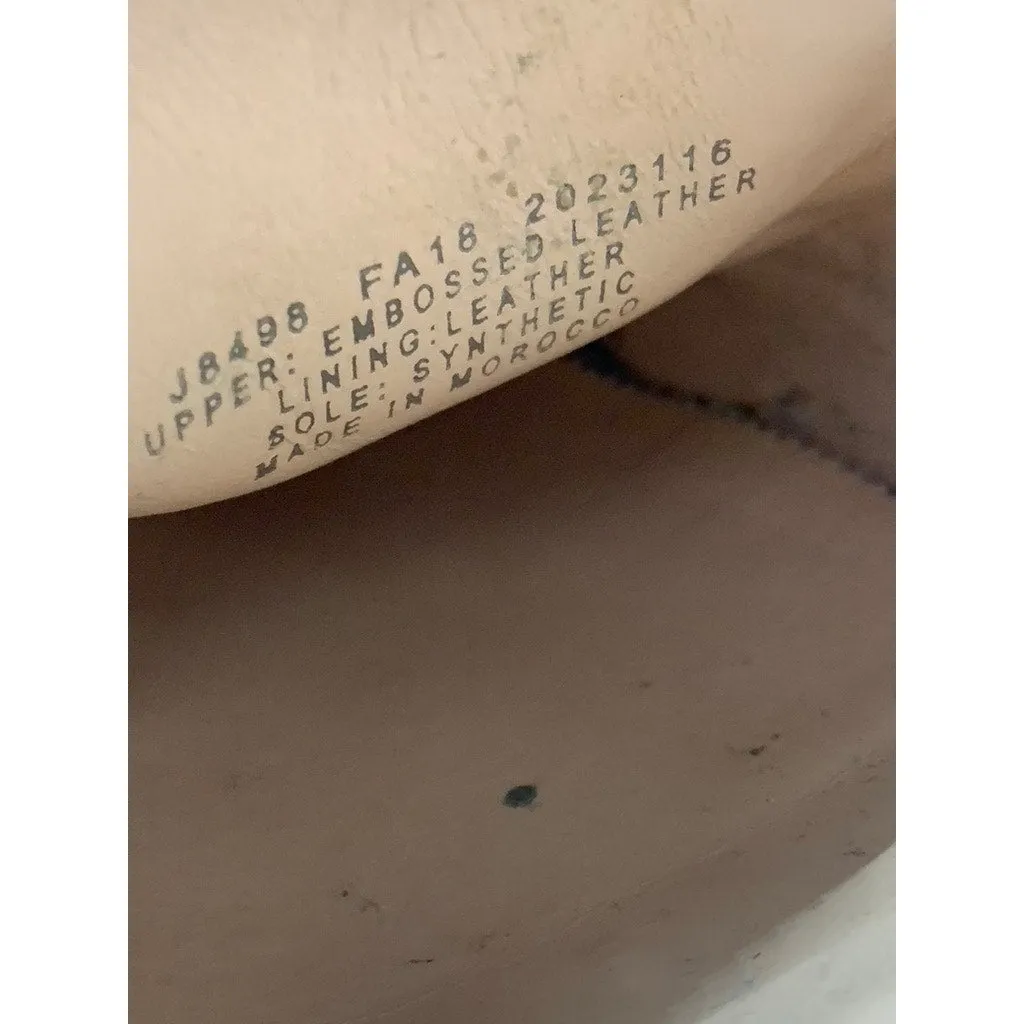 J8498 FA18 2023116
UPPER: EMBOSSED LEATHER
LINING:LEATHER
SOLE: SYNTHETIC
MADE IN MOROCCO